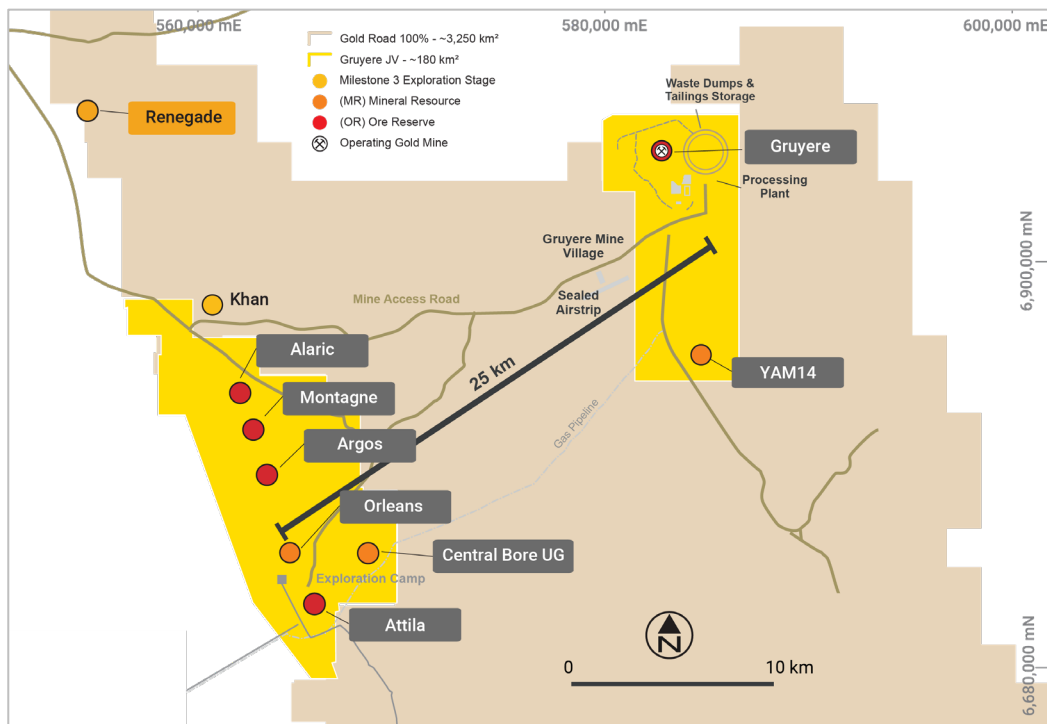 560,000 mE
580,000 mE
600,000 mE
Gold Road 100% - ~3,250 km²
Gruyere JV - ~180 km²
Milestone 3 Exploration Stage
(MR) Mineral Resource
(OR) Ore Reserve
Operating Gold Mine
Waste Dumps &
Tailings Storage
Renegade
Gruyere
Processing
Plant
Gruyere Mine
Village
6,900,000 mN
Sealed
Airstrip
Khan
Mine Access Road
Alaric
25 km
YAM14
Montagne
Gas Pipeline
Argos
Orleans
Central Bore UG
Exploration Camp
Attila
N
0
10 km
6,680,000 mN